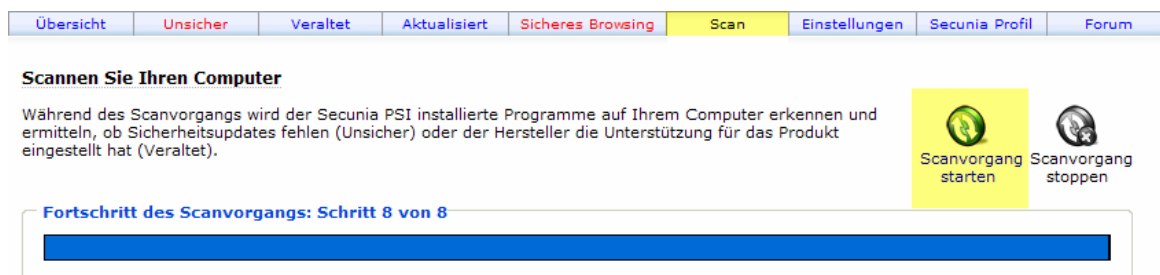 Übersicht Unsicher Veraltet Aktualisiert Sicheres Browsing Scan Einstellungen Secunia Profil Forum
Scannen Sie Ihren Computer
Während des Scanvorgangs wird der Secunia PSI installierte Programme auf Ihrem Computer erkennen und
ermitteln, ob Sicherheitsupdates fehlen (Unsicher) oder der Hersteller die Unterstützung für das Produkt
eingestellt hat (Veraltet).
Scanvorgang Scanvorgang
starten stoppen
Fortschritt des Scanvorgangs: Schritt 8 von 8